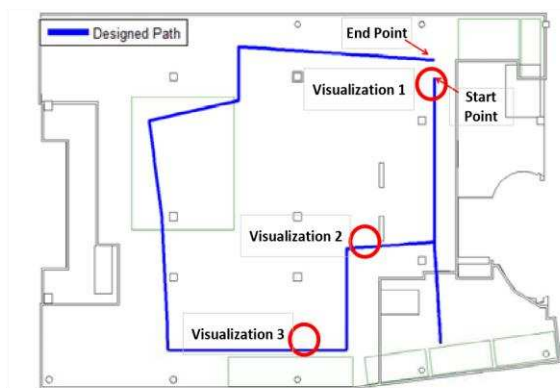 Designed Path
End Point
Visualization 1
Start
Point
Visualization 2
Visualization 3